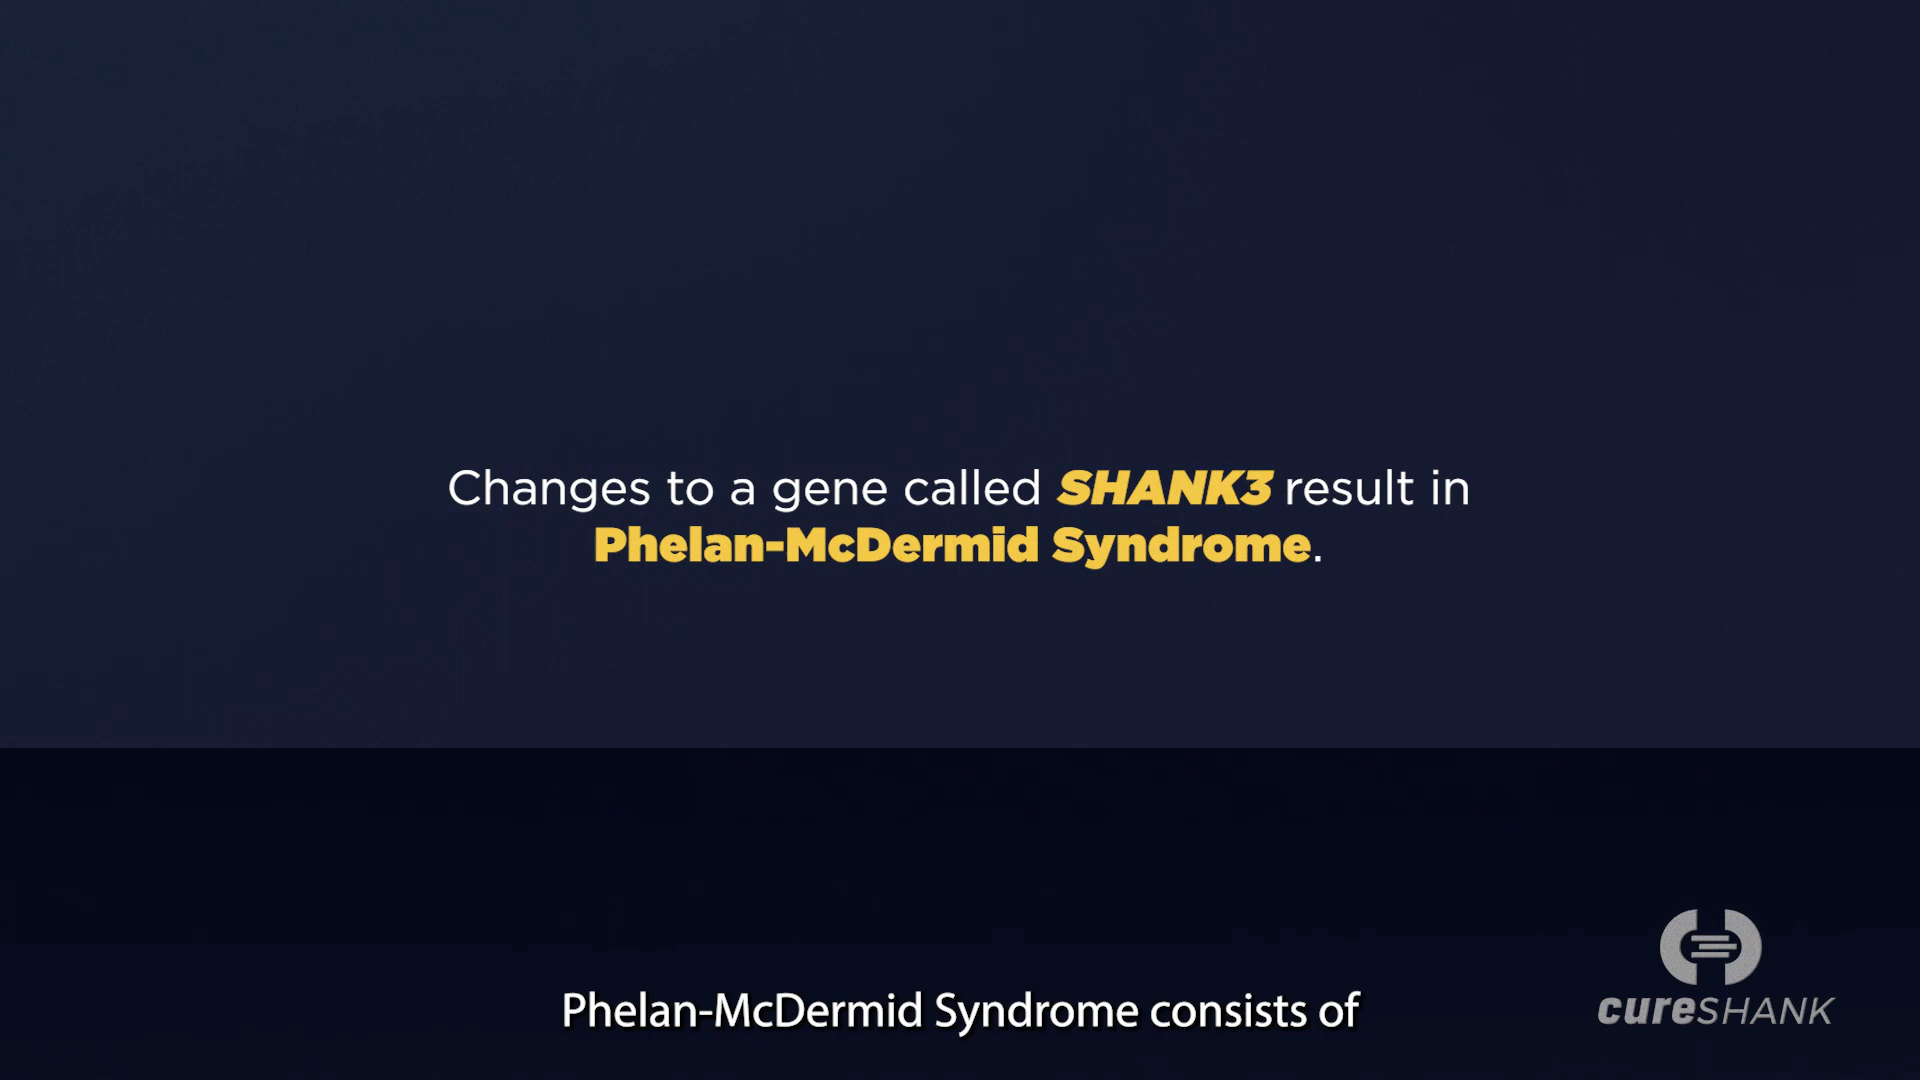 Changes to a gene called SHANK3 result in
Phelan-McDermid Syndrome.
cureSHANK
Phelan-McDermid Syndrome consists of